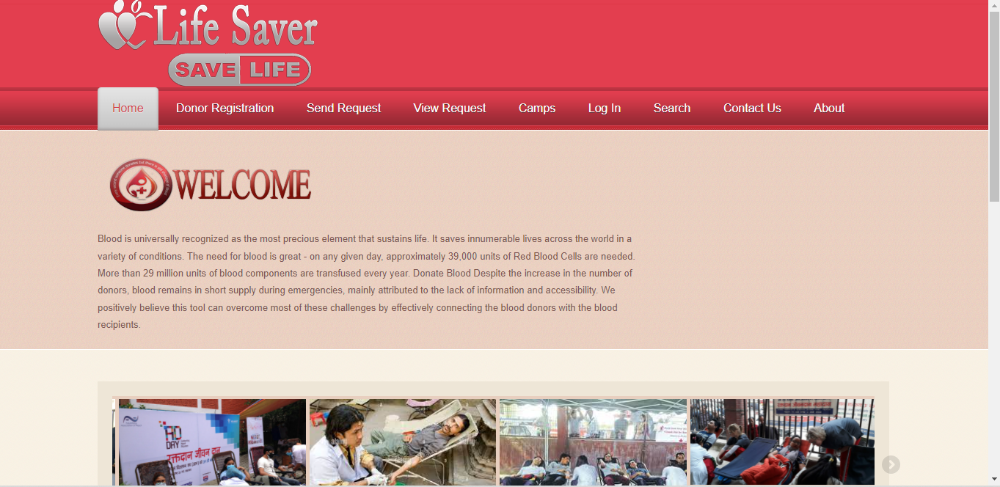 Life Saver
SAVE LIFE
Home Donor Registration Send Request View Request Camps Log In Search Contact Us About
WELCOME
Blood is universally recognized as the most precious element that sustains life. It saves innumerable lives across the world in a
variety of conditions. The need for blood is great - on any given day, approximately 39,000 units of Red Blood Cells are needed.
More than 29 million units of blood components are transfused every year. Donate Blood Despite the increase in the number of
donors, blood remains in short supply during emergencies, mainly attributed to the lack of information and accessibility. We
positively believe this tool can overcome most of these challenges by effectively connecting the blood donors with the blood
recipients.
DAY
रक्तदान जीवन दान
alamy